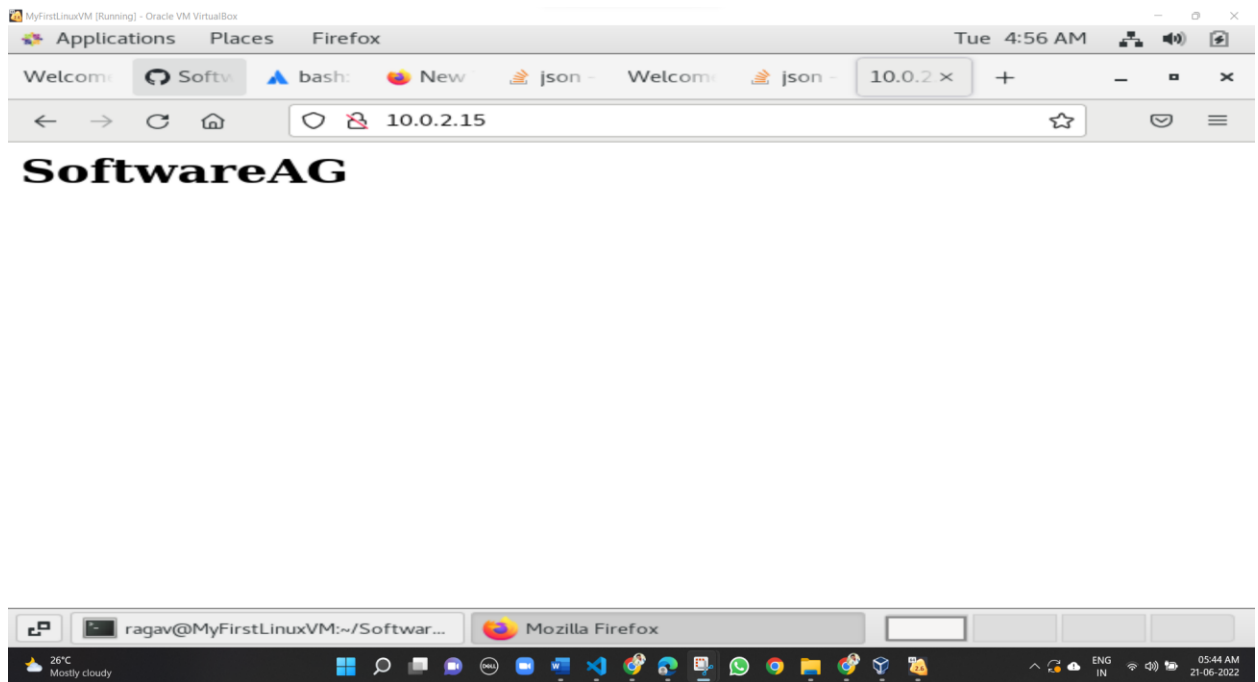 MyFirstLinuxVM [Running] - Oracle VM VirtualBox
Applications Places Firefox Tue 4:56 AM
Welcom Softw bash: New json - Welcom json - 10.0.2
10.0.2.15
SoftwareAG
ragav@MyFirstLinuxVM:~/Softwar... Mozilla Firefox
26°C
Mostly cloudy
DELL
ENG
IN
05:44 AM
21-06-2022